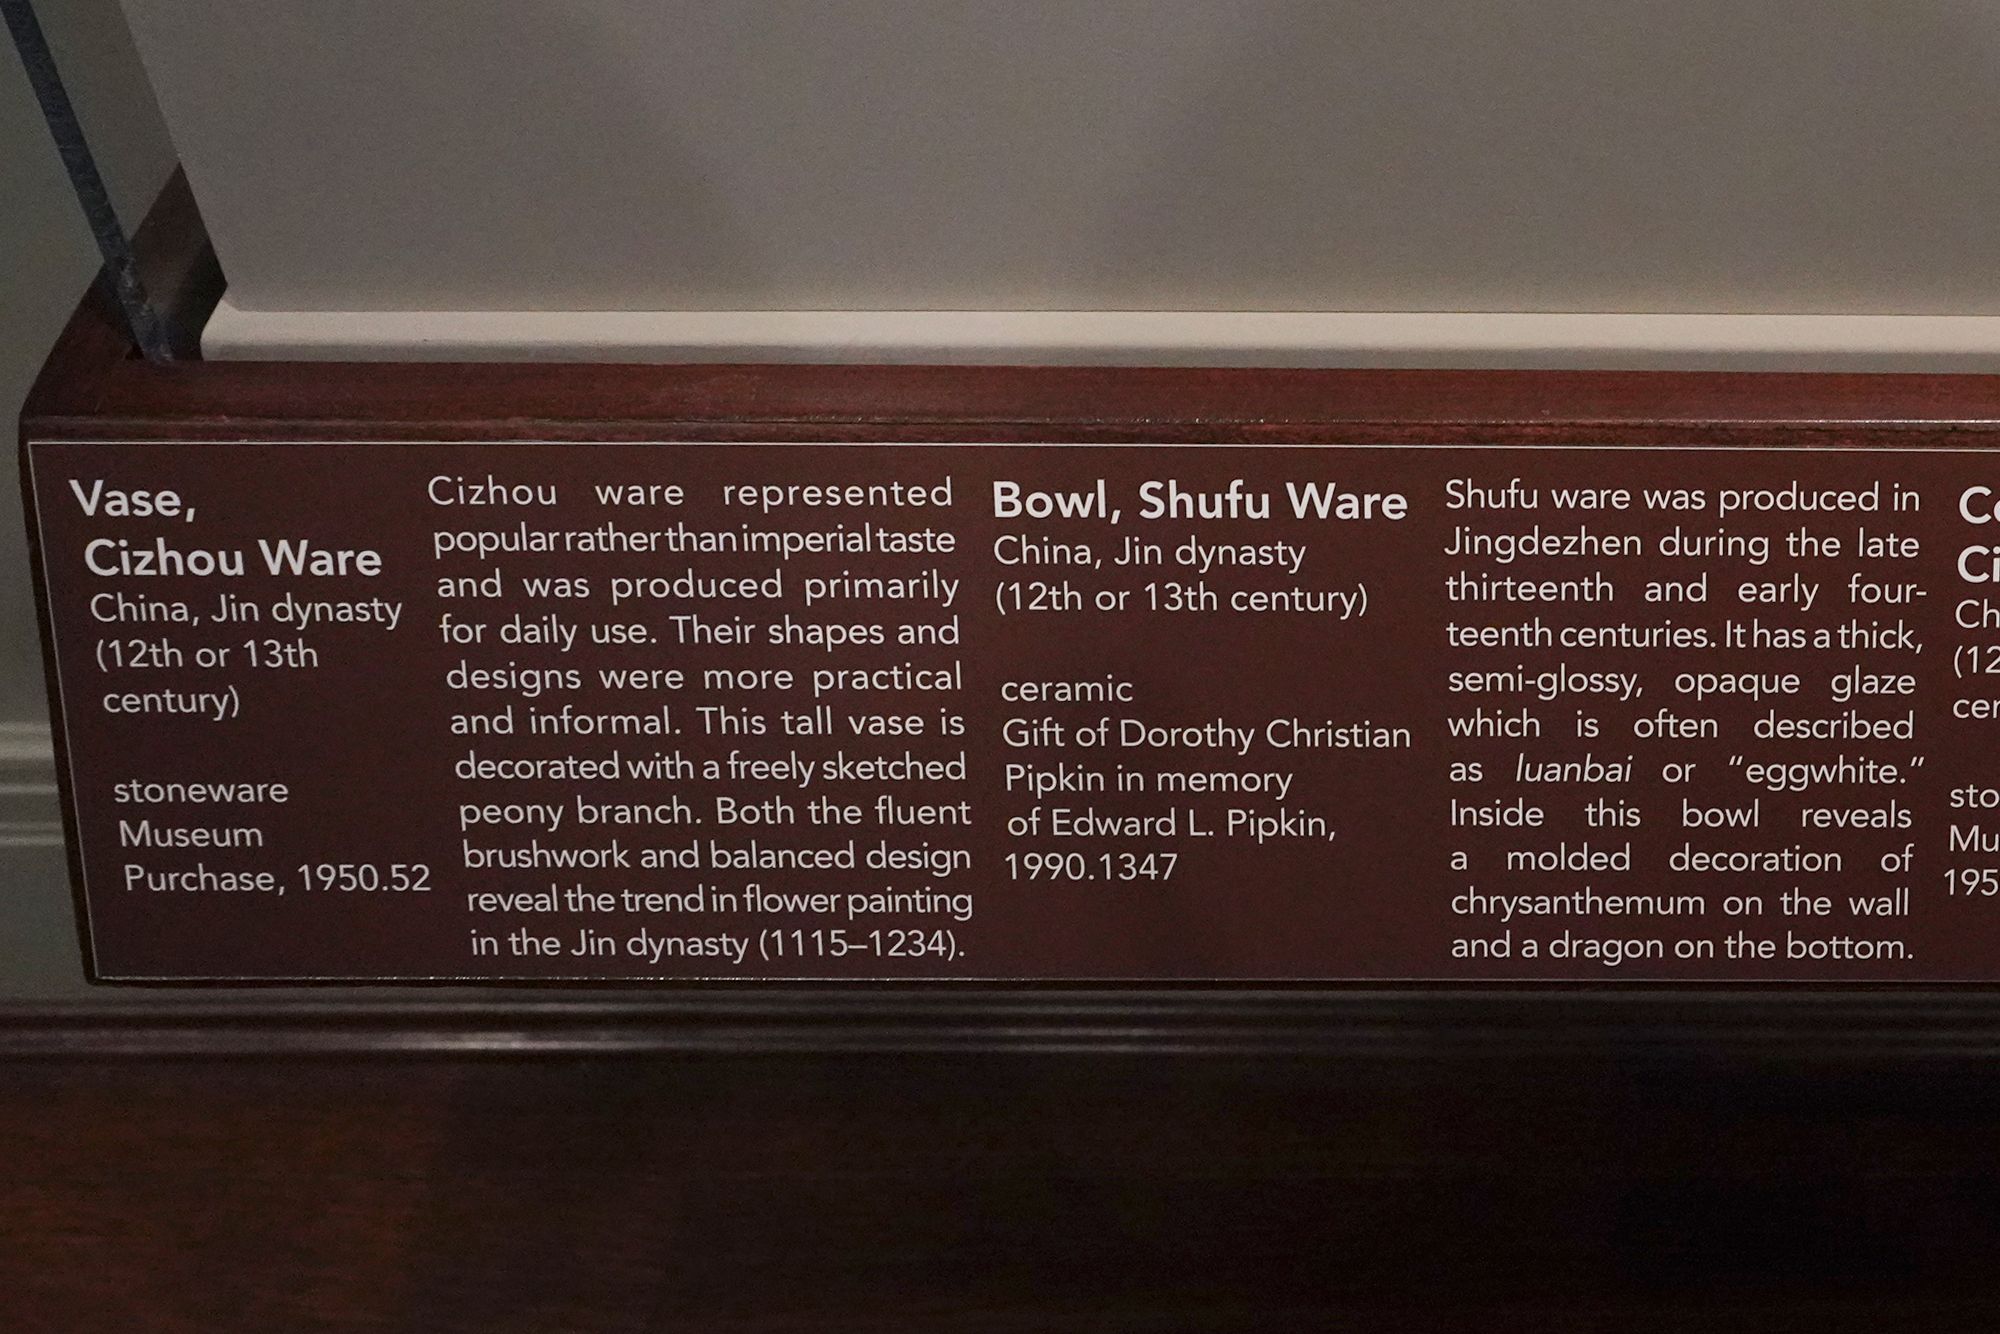 Vase,
Cizhou Ware
China, Jin dynasty
(12th or 13th
century)
stoneware
Museum
Purchase, 1950.52
Cizhou ware represented
popular rather than imperial taste
and was produced primarily
for daily use. Their shapes and
designs were more practical
and informal. This tall vase is
decorated with a freely sketched
peony branch. Both the fluent
brushwork and balanced design
reveal the trend in flower painting
in the Jin dynasty (1115–1234).
Bowl, Shufu Ware
China, Jin dynasty
(12th or 13th century)
ceramic
Gift of Dorothy Christian
Pipkin in memory
of Edward L. Pipkin,
1990.1347
Shufu ware was produced in
Jingdezhen during the late
thirteenth and early four-
teenth centuries. It has a thick,
semi-glossy, opaque glaze
which is often described
as luanbai or “eggwhite.”
Inside this bowl reveals
a molded decoration of
chrysanthemum on the wall
and a dragon on the bottom.